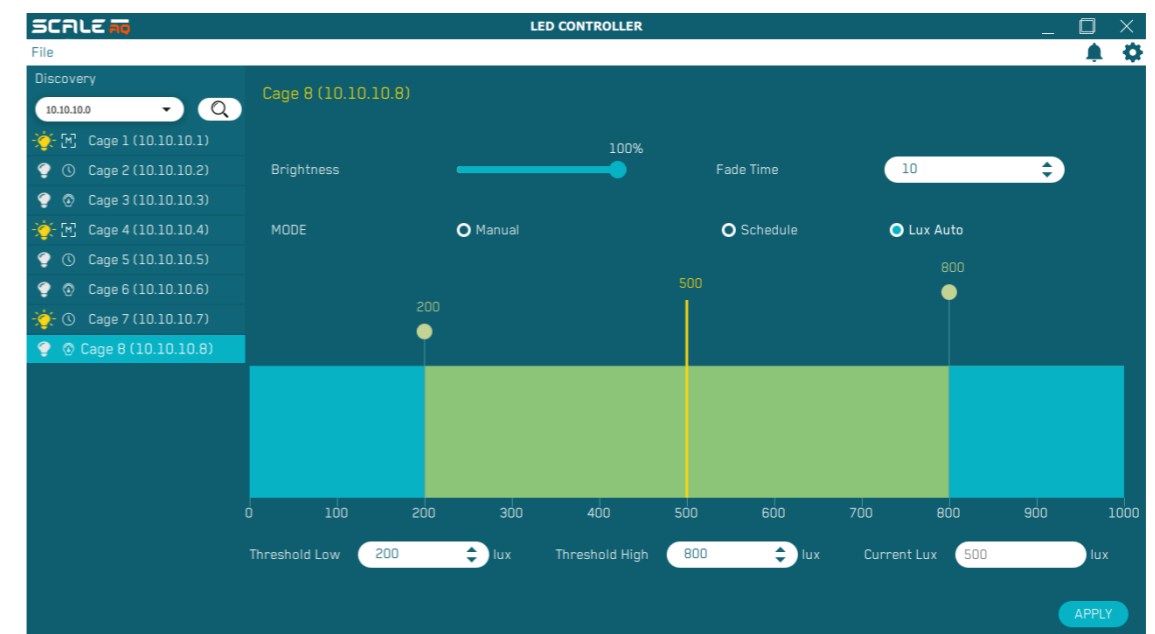 SCALE AQ
LED CONTROLLER
File
Discovery
10.10.10.0
Cage 8 (10.10.10.8)
[M] Cage 1 (10.10.10.1)
Cage 2 (10.10.10.2)
Cage 3 (10.10.10.3)
[M] Cage 4 (10.10.10.4)
Cage 5 (10.10.10.5)
Cage 6 (10.10.10.6)
Cage 7 (10.10.10.7)
Cage 8 (10.10.10.8)
100%
Brightness
Fade Time 10
MODE Manual Schedule Lux Auto
200 500 800
0 100 200 300 400 500 600 700 800 900 1000
Threshold Low 200 lux Threshold High 800 lux Current Lux 500 lux
APPLY